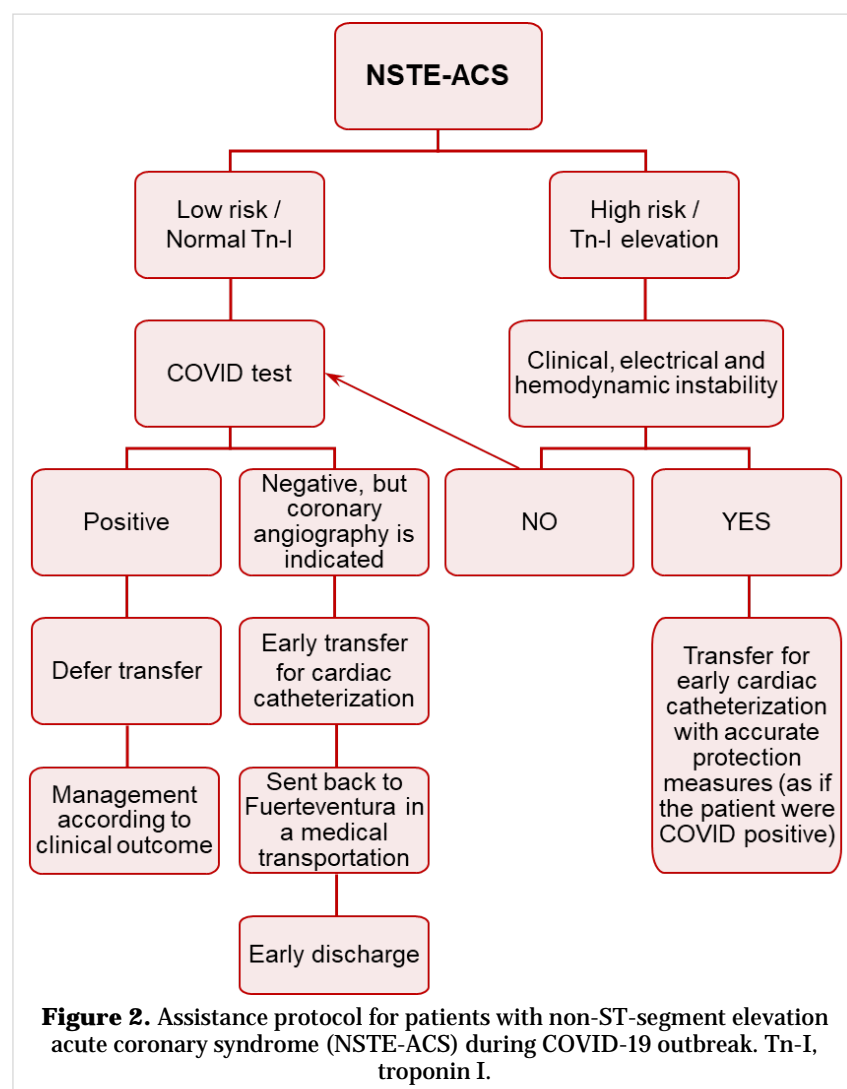 NSTE-ACS
Low risk /
Normal Tn-I
High risk /
Tn-I elevation
COVID test
Clinical, electrical and
hemodynamic instability
Positive
Negative, but
coronary
angiography is
indicated
NO
YES
Defer transfer
Early transfer
for cardiac
catheterization
Transfer for
early cardiac
catheterization
with accurate
protection
measures (as if
the patient were
COVID positive)
Management
according to
clinical outcome
Sent back to
Fuerteventura in
a medical
transportation
Early discharge
Figure 2. Assistance protocol for patients with non-ST-segment elevation
acute coronary syndrome (NSTE-ACS) during COVID-19 outbreak. Tn-I,
troponin I.